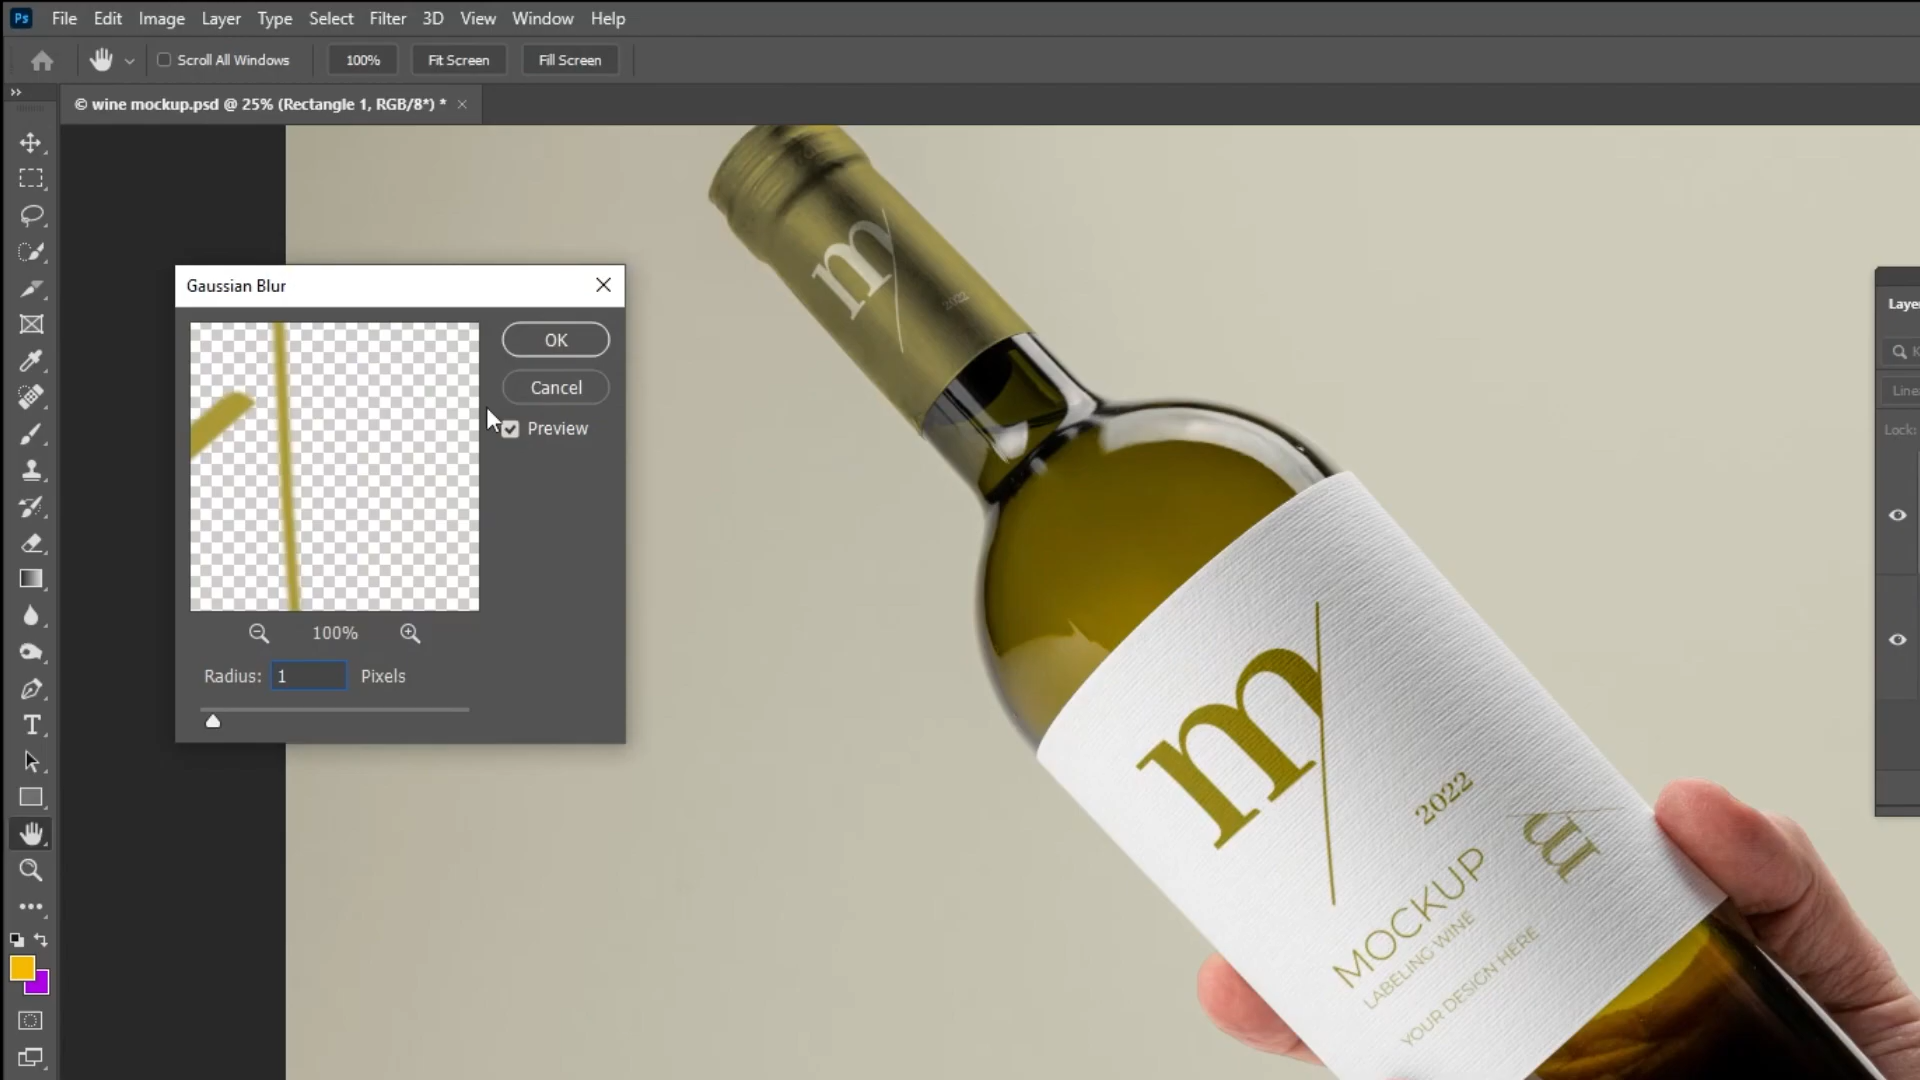 Ps File Edit Image Layer Type Select Filter 3D View Window Help
Scroll All Windows 100% Fit Screen Fill Screen
© wine mockup.psd @ 25% (Rectangle 1, RGB/8*) *
Gaussian Blur
OK
Cancel
Preview
100%
Radius: 1 Pixels
m
2022
m
2022
m
MOCKUP
LABELING WINE
YOUR DESIGN HERE
Laye
K
Line
Lock: